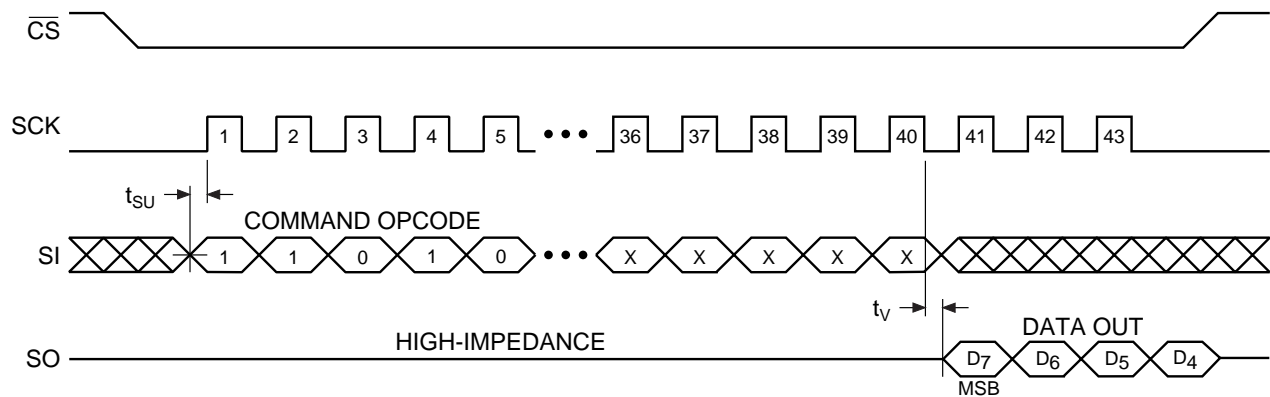 C̅S̅
SCK 1 2 3 4 5 ••• 36 37 38 39 40 41 42 43
tSU
COMMAND OPCODE
SI 1 1 0 1 0 ••• X X X X X
tV
HIGH-IMPEDANCE
DATA OUT
SO D7 D6 D5 D4
MSB